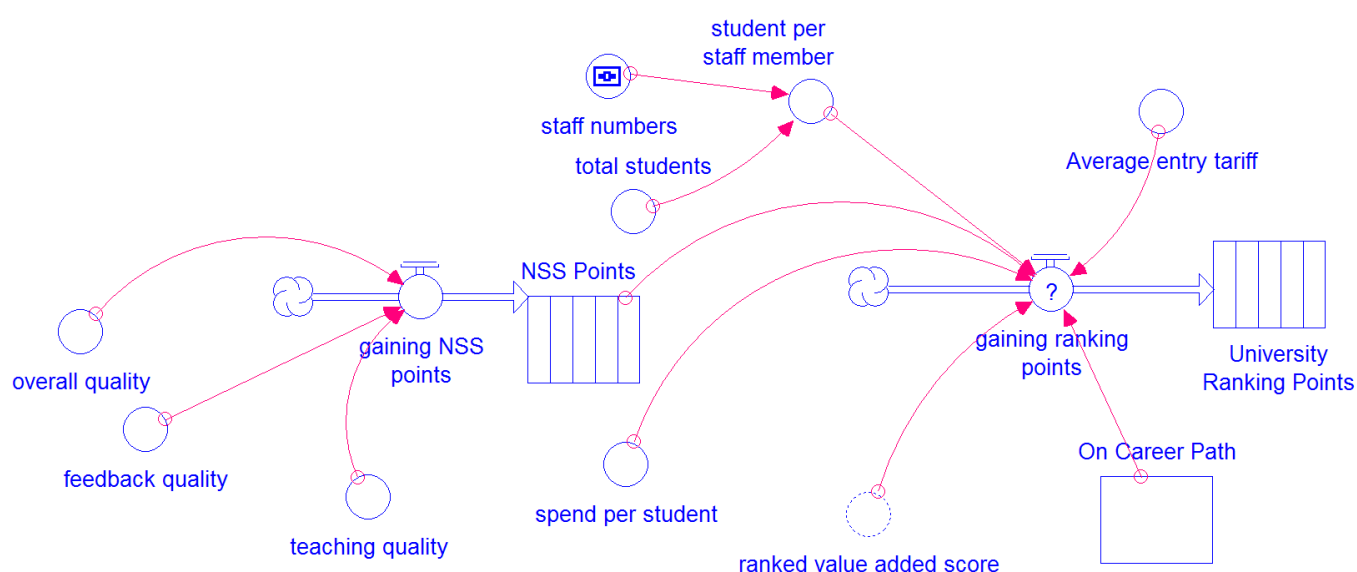 student per
staff member
staff numbers
total students
Average entry tariff
NSS Points
gaining NSS
points
overall quality
feedback quality
teaching quality
spend per student
?
gaining ranking
points
University
Ranking Points
On Career Path
ranked value added score